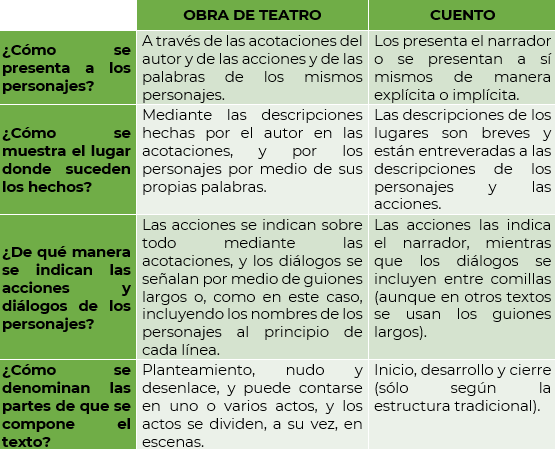 OBRA DE TEATRO
CUENTO
¿Cómo se
presenta a los
personajes?
A través de las acotaciones del
autor y de las acciones y de las
palabras de los mismos
personajes.
Los presenta el narrador
o se presentan a sí
mismos de manera
explícita o implícita.
¿Cómo se
muestra el lugar
donde suceden
los hechos?
Mediante las descripciones
hechas por el autor en las
acotaciones, y por los
personajes por medio de sus
propias palabras.
Las descripciones de los
lugares son breves y
están entreveradas a las
descripciones de los
personajes y las
acciones.
¿De qué manera
se indican las
acciones y
diálogos de los
personajes?
Las acciones se indican sobre
todo mediante las
acotaciones, y los diálogos se
señalan por medio de guiones
largos o, como en este caso,
incluyendo los nombres de los
personajes al principio de
cada línea.
Las acciones las indica
el narrador, mientras
que los diálogos se
incluyen entre comillas
(aunque en otros textos
se usan los guiones
largos).
¿Cómo se
denominan las
partes de que se
compone el
texto?
Planteamiento, nudo y
desenlace, y puede contarse
en uno o varios actos, y los
actos se dividen, a su vez, en
escenas.
Inicio, desarrollo y cierre
(sólo según la
estructura tradicional).